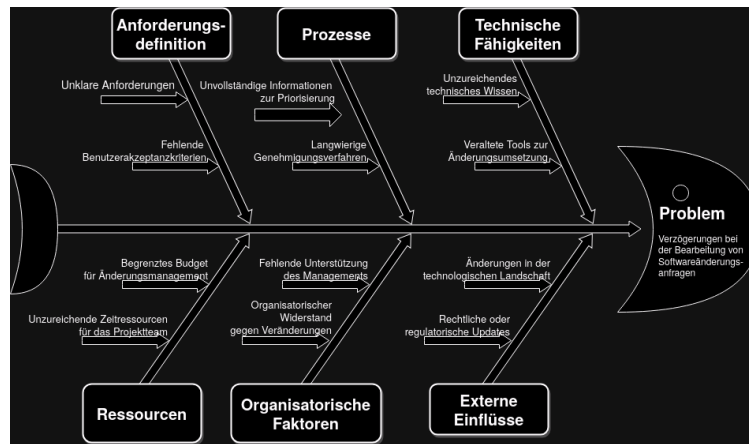 Anforderungs-
definition
Prozesse
Technische
Fähigkeiten
Unklare Anforderungen
Unvollständige Informationen
zur Priorisierung
Unzureichendes
technisches Wissen
Fehlende
Benutzerakzeptanzkriterien
Langwierige
Genehmigungsverfahren
Veraltete Tools zur
Änderungsumsetzung
Problem
Verzögerungen bei
der Bearbeitung von
Softwareänderungs-
anfragen
Begrenztes Budget
für Änderungsmanagement
Fehlende Unterstützung
des Managements
Änderungen in der
technologischen Landschaft
Unzureichende Zeitressourcen
für das Projektteam
Organisatorischer
Widerstand
gegen Veränderungen
Rechtliche oder
regulatorische Updates
Ressourcen
Organisatorische
Faktoren
Externe
Einflüsse